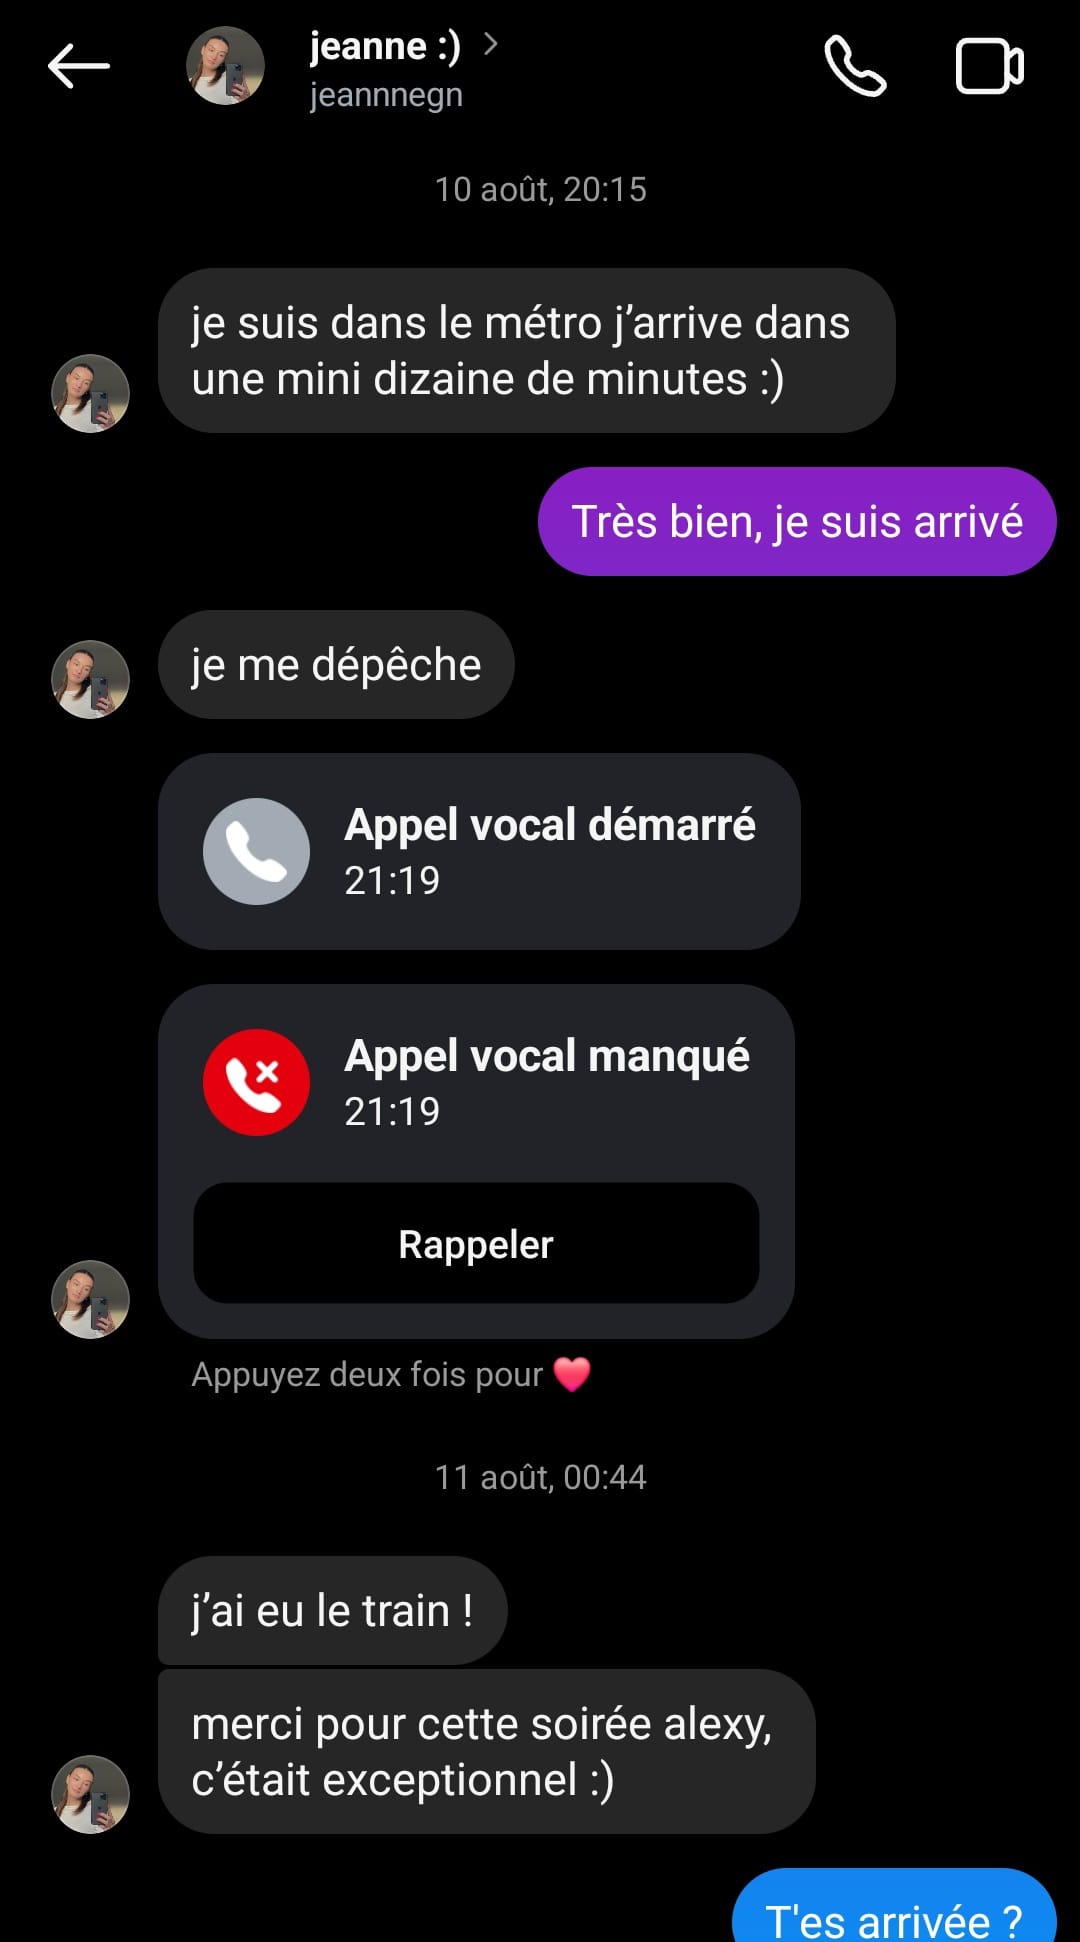 jeanne :)
jeannnegn
10 août, 20:15
je suis dans le métro j’arrive dans
une mini dizaine de minutes :)
Très bien, je suis arrivé
je me dépêche
Appel vocal démarré
21:19
Appel vocal manqué
21:19
Rappeler
Appuyez deux fois pour ❤️
11 août, 00:44
j’ai eu le train !
merci pour cette soirée alexy,
c’était exceptionnel :)
T'es arrivée ?